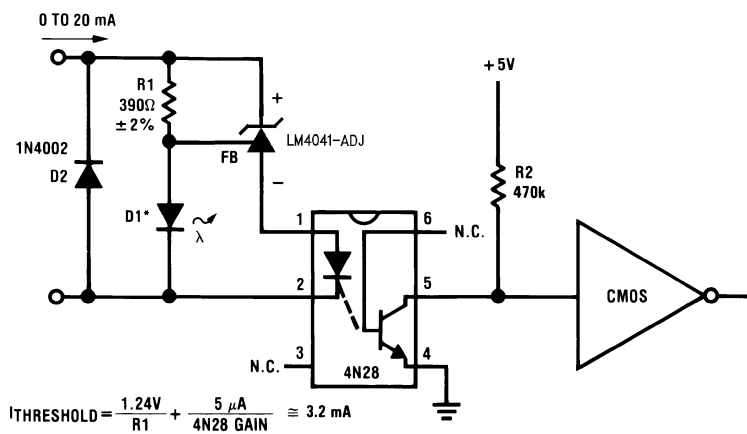 0 TO 20 mA
+5V
R1
390Ω
±2%
+
LM4041-ADJ
FB
−
1N4002
D2
D1*
λ
R2
470k
1
6
N.C.
2
5
CMOS
3
N.C.
4
4N28
ITHRESHOLD = 1.24V / R1 + 5 μA / 4N28 GAIN ≅ 3.2 mA